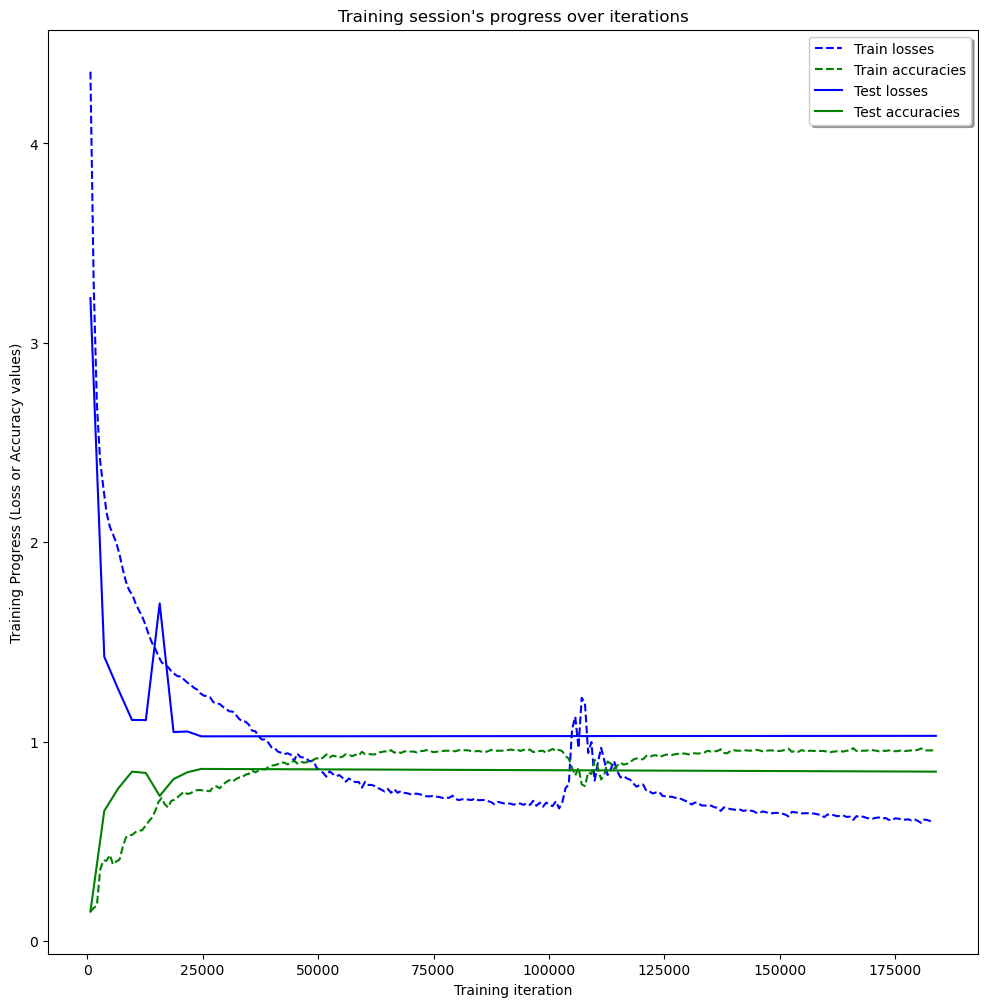 Training session's progress over iterations
Train losses
Train accuracies
Test losses
Test accuracies
Training Progress (Loss or Accuracy values)
4
3
2
1
0
0
25000
50000
75000
100000
125000
150000
175000
Training iteration